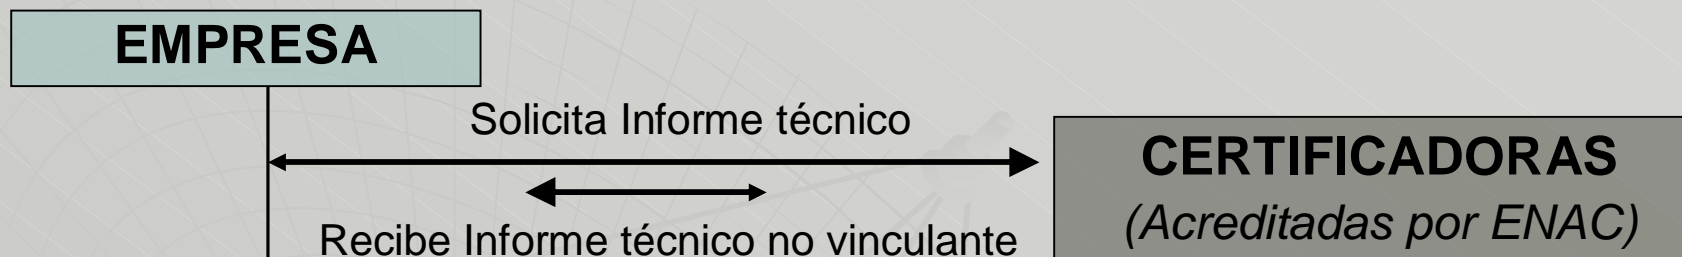 EMPRESA
Solicita Informe técnico
CERTIFICADORAS
(Acreditadas por ENAC)
Recibe Informe técnico no vinculante